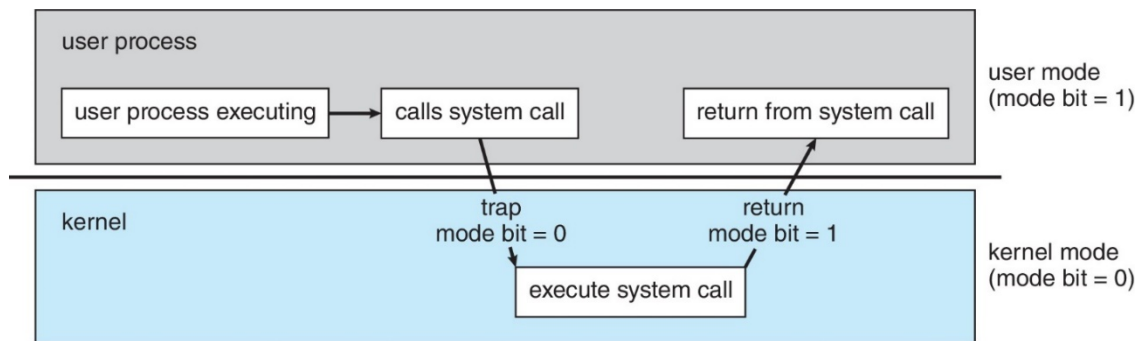 user process
user process executing
calls system call
return from system call
user mode
(mode bit = 1)
kernel
trap
mode bit = 0
return
mode bit = 1
execute system call
kernel mode
(mode bit = 0)